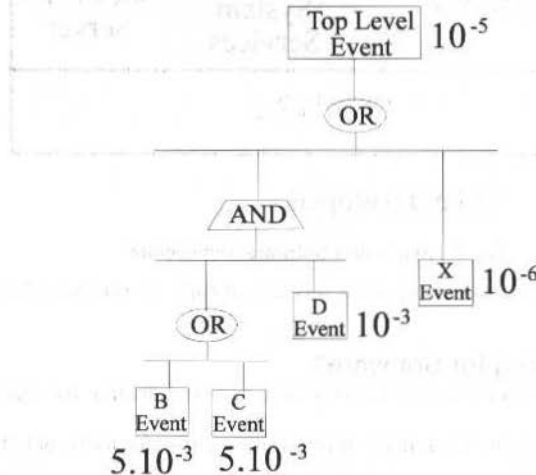 Top Level
Event
10-5
OR
AND
D
Event
10-3
X
Event
10-6
OR
B
Event
C
Event
5.10-3
5.10-3